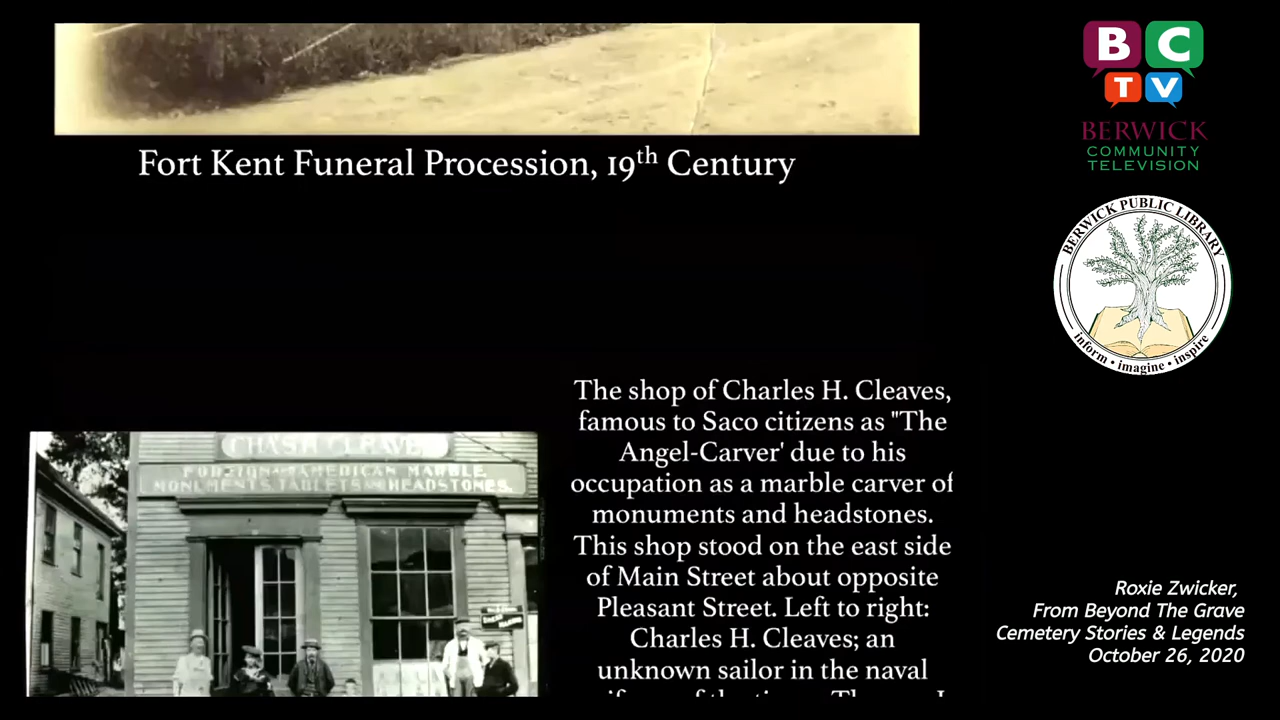 Fort Kent Funeral Procession, 19th Century
The shop of Charles H. Cleaves,
famous to Saco citizens as "The
Angel-Carver' due to his
occupation as a marble carver of
monuments and headstones.
This shop stood on the east side
of Main Street about opposite
Pleasant Street. Left to right:
Charles H. Cleaves; an
unknown sailor in the naval
CHAS. H. CLEAVES
FOREIGN AND AMERICAN MARBLE
MONUMENTS, TABLETS AND HEADSTONES.
B C
T V
BERWICK
COMMUNITY
TELEVISION
BERWICK PUBLIC LIBRARY
inform • imagine • inspire
Roxie Zwicker,
From Beyond The Grave
Cemetery Stories & Legends
October 26, 2020